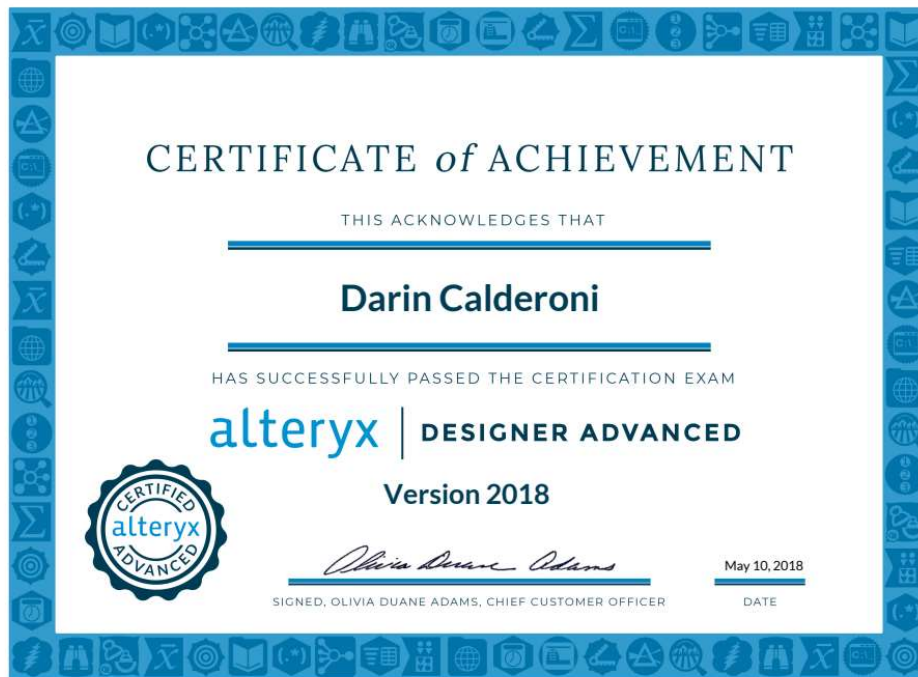 CERTIFICATE of ACHIEVEMENT
THIS ACKNOWLEDGES THAT
Darin Calderoni
HAS SUCCESSFULLY PASSED THE CERTIFICATION EXAM
alteryx | DESIGNER ADVANCED
Version 2018
CERTIFIED
alteryx
ADVANCED
Olivia Duane Adams
May 10, 2018
SIGNED, OLIVIA DUANE ADAMS, CHIEF CUSTOMER OFFICER
DATE